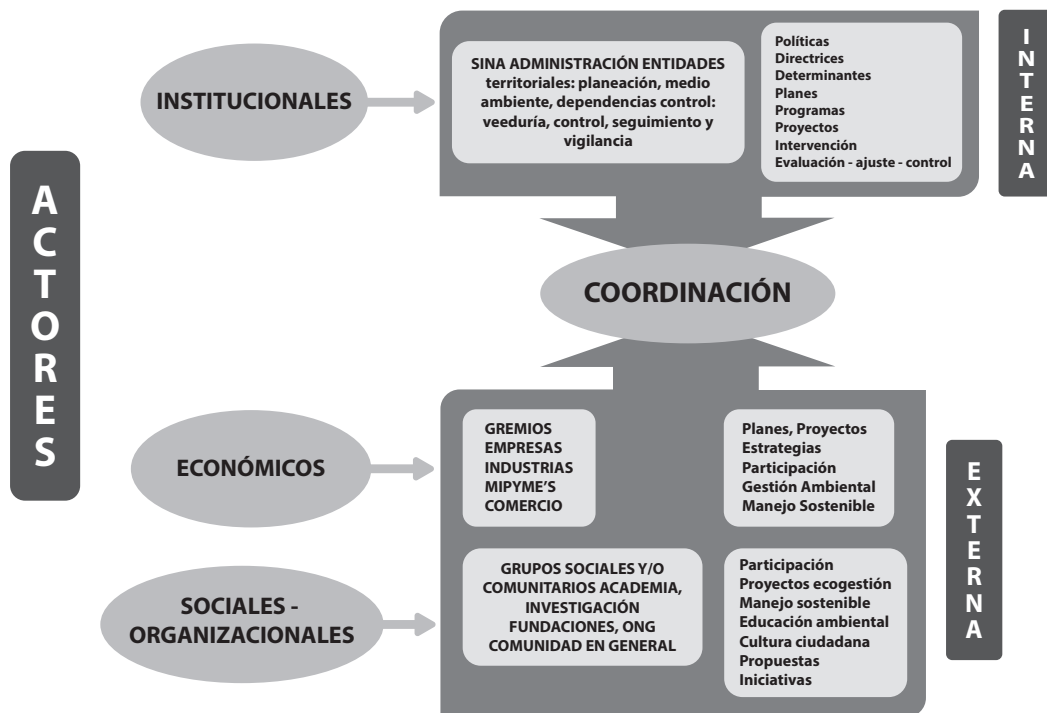 ACTORES
INSTITUCIONALES
SINA ADMINISTRACIÓN ENTIDADES
territoriales: planeación, medio
ambiente, dependencias control:
veeduría, control, seguimiento y
vigilancia
Políticas
Directrices
Determinantes
Planes
Programas
Proyectos
Intervención
Evaluación - ajuste - control
INTERNA
COORDINACIÓN
ECONÓMICOS
GREMIOS
EMPRESAS
INDUSTRIAS
MIPYME'S
COMERCIO
Planes, Proyectos
Estrategias
Participación
Gestión Ambiental
Manejo Sostenible
EXTERNA
SOCIALES -
ORGANIZACIONALES
GRUPOS SOCIALES Y/O
COMUNITARIOS ACADEMIA,
INVESTIGACIÓN
FUNDACIONES, ONG
COMUNIDAD EN GENERAL
Participación
Proyectos ecogestión
Manejo sostenible
Educación ambiental
Cultura ciudadana
Propuestas
Iniciativas